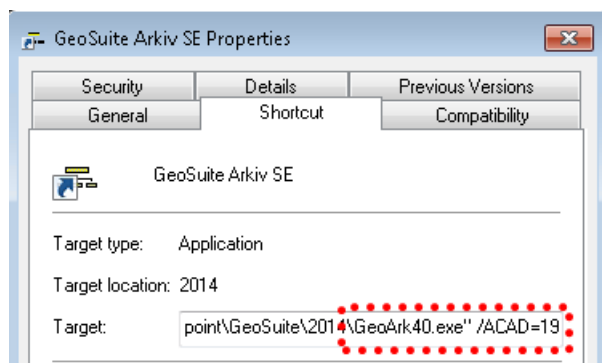 GeoSuite Arkiv SE Properties
Security Details Previous Versions
General Shortcut Compatibility
GeoSuite Arkiv SE
Target type: Application
Target location: 2014
Target: point\GeoSuite\2014\GeoArk40.exe" /ACAD=19